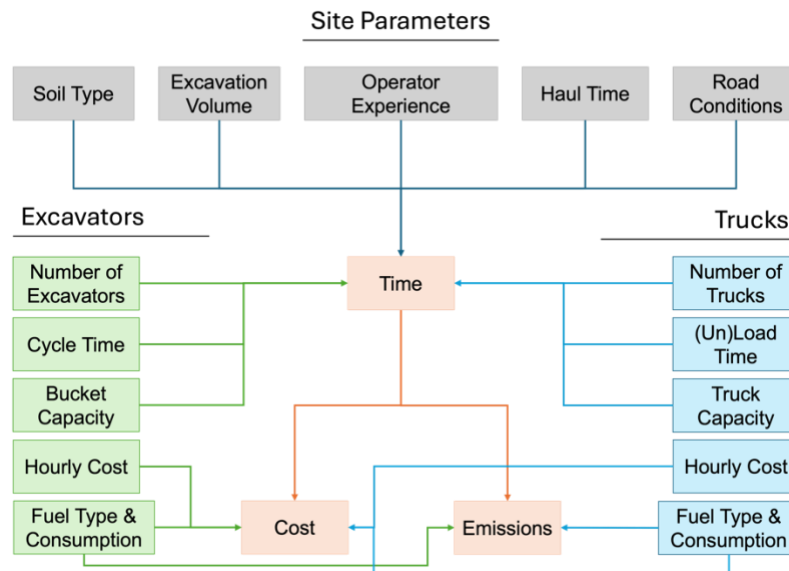 Site Parameters
Soil Type
Excavation
Volume
Operator
Experience
Haul Time
Road
Conditions
Excavators
Trucks
Number of
Excavators
Time
Number of
Trucks
Cycle Time
(Un)Load
Time
Bucket
Capacity
Truck
Capacity
Hourly Cost
Hourly Cost
Fuel Type &
Consumption
Cost
Emissions
Fuel Type &
Consumption